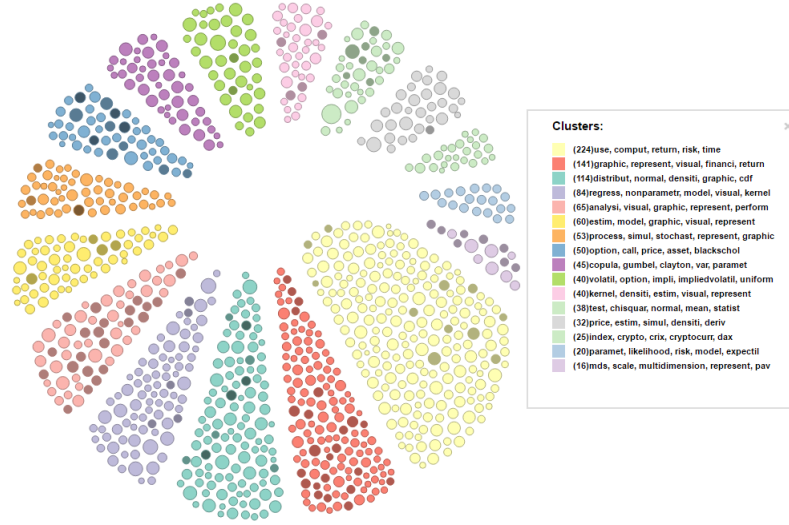 Clusters:
(224)use, comput, return, risk, time
(141)graphic, represent, visual, financi, return
(114)distribut, normal, densiti, graphic, cdf
(84)regress, nonparametr, model, visual, kernel
(65)analysi, visual, graphic, represent, perform
(60)estim, model, graphic, visual, represent
(53)process, simul, stochast, represent, graphic
(50)option, call, price, asset, blackschol
(45)copula, gumbel, clayton, var, paramet
(40)volatil, option, impli, impliedvolatil, uniform
(40)kernel, densiti, estim, visual, represent
(38)test, chisquar, normal, mean, statist
(32)price, estim, simul, densiti, deriv
(25)index, crypto, crix, cryptocurr, dax
(20)paramet, likelihood, risk, model, expectil
(16)mds, scale, multidimension, represent, pav